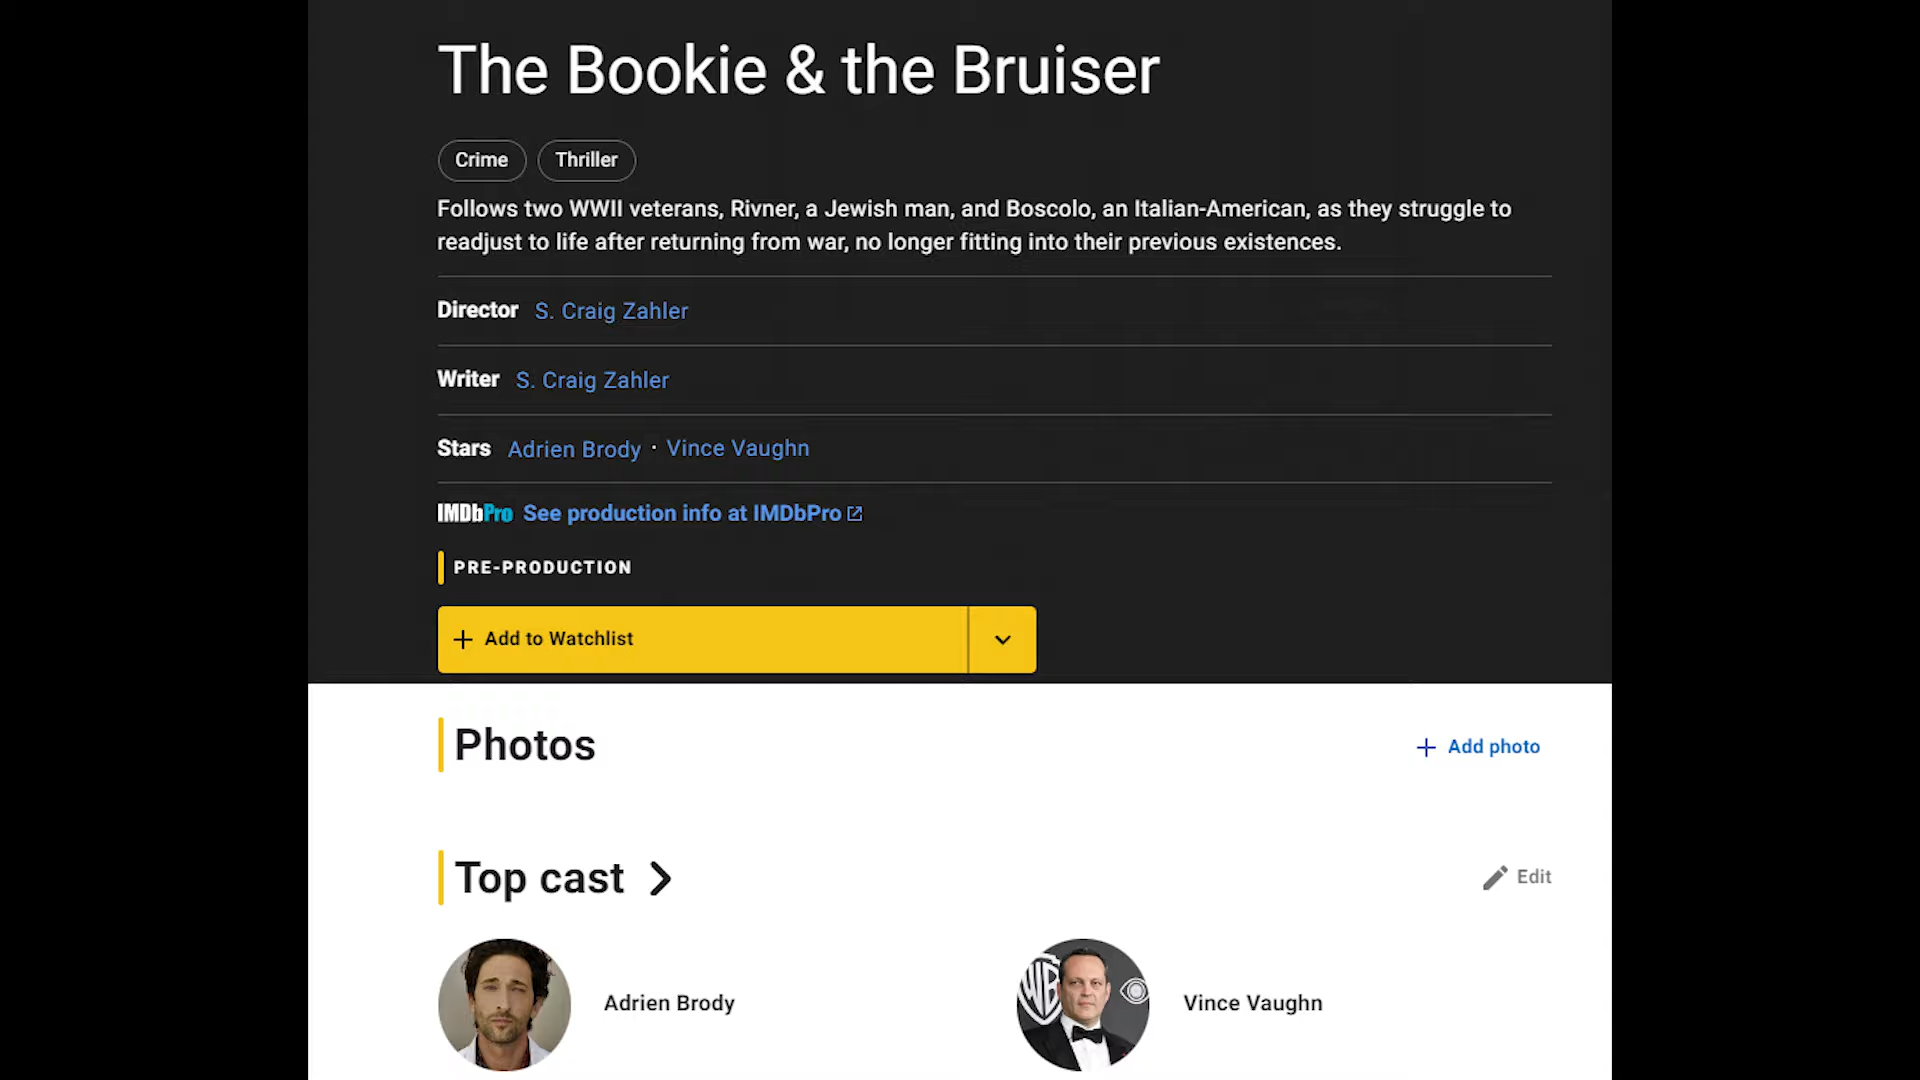 The Bookie & the Bruiser
Crime Thriller
Follows two WWII veterans, Rivner, a Jewish man, and Boscolo, an Italian-American, as they struggle to
readjust to life after returning from war, no longer fitting into their previous existences.
Director S. Craig Zahler
Writer S. Craig Zahler
Stars Adrien Brody · Vince Vaughn
IMDbPro See production info at IMDbPro
PRE-PRODUCTION
+ Add to Watchlist
Photos + Add photo
Top cast Edit
WB
Adrien Brody Vince Vaughn